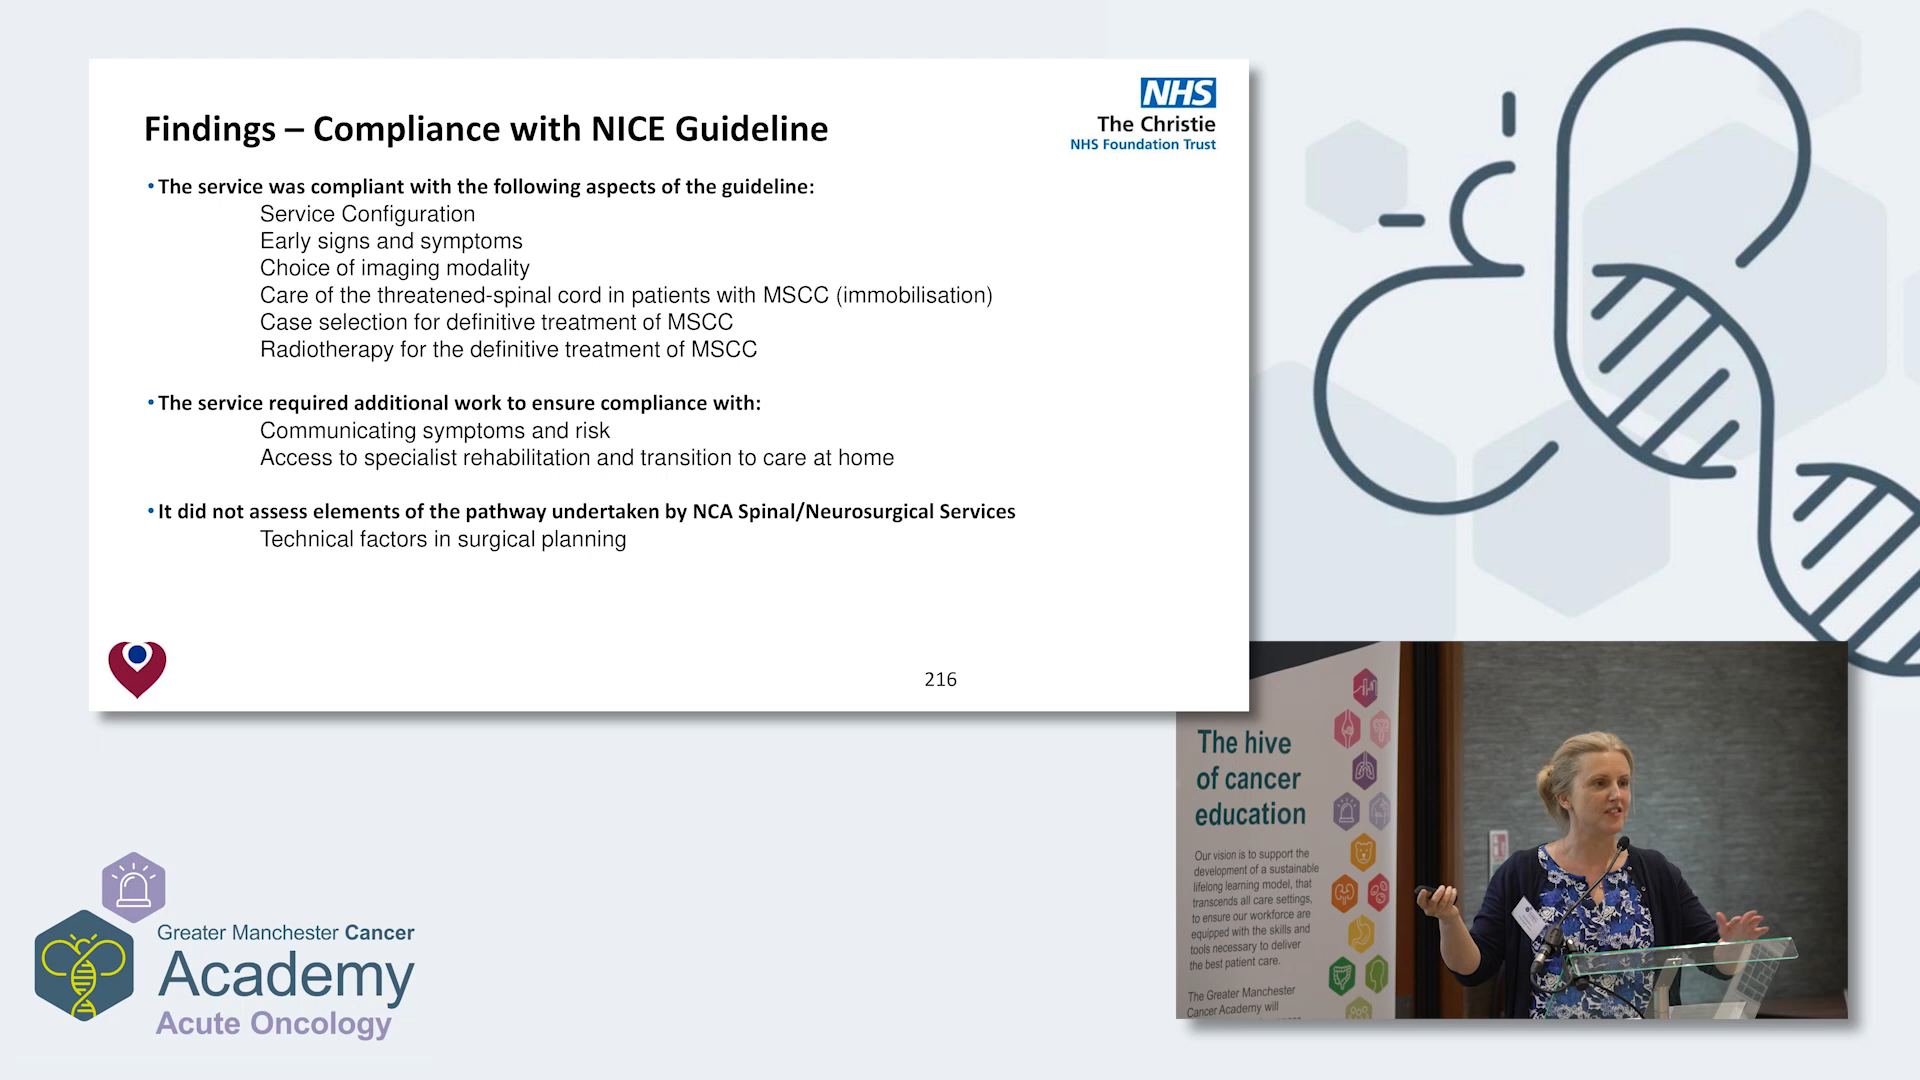 NHS
The Christie
NHS Foundation Trust
Findings – Compliance with NICE Guideline
• The service was compliant with the following aspects of the guideline:
Service Configuration
Early signs and symptoms
Choice of imaging modality
Care of the threatened-spinal cord in patients with MSCC (immobilisation)
Case selection for definitive treatment of MSCC
Radiotherapy for the definitive treatment of MSCC
• The service required additional work to ensure compliance with:
Communicating symptoms and risk
Access to specialist rehabilitation and transition to care at home
• It did not assess elements of the pathway undertaken by NCA Spinal/Neurosurgical Services
Technical factors in surgical planning
216
The hive
of cancer
education
Our vision is to support the
development of a sustainable
lifelong learning model, that
transcends all care settings,
to ensure our workforce are
equipped with the skills and
tools necessary to deliver
the best patient care.
The Greater Manchester
Cancer Academy will
Greater Manchester Cancer
Academy
Acute Oncology